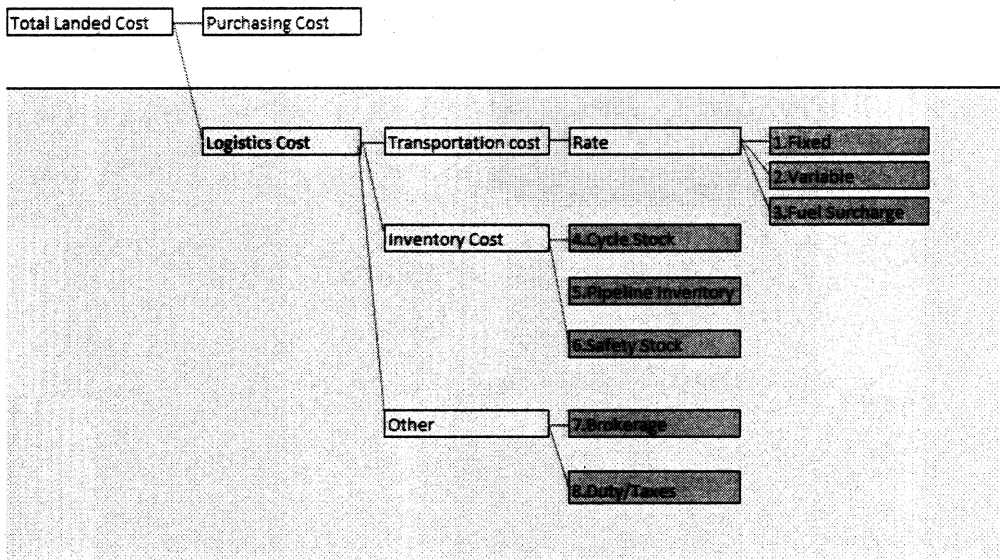 Total Landed Cost
Purchasing Cost
Logistics Cost
Transportation cost
Rate
1.Fixed
2.Variable
3.Fuel Surcharge
Inventory Cost
4.Cycle Stock
5.Pipeline Inventory
6.Safety Stock
Other
7.Brokerage
8.Duty/Taxes